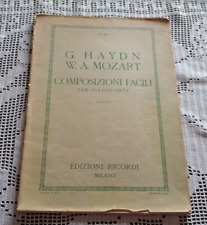 G. HAYDN
W. A. MOZART
COMPOSIZIONI FACILI
PER PIANOFORTE
EDIZIONE RICORDI
MILANO